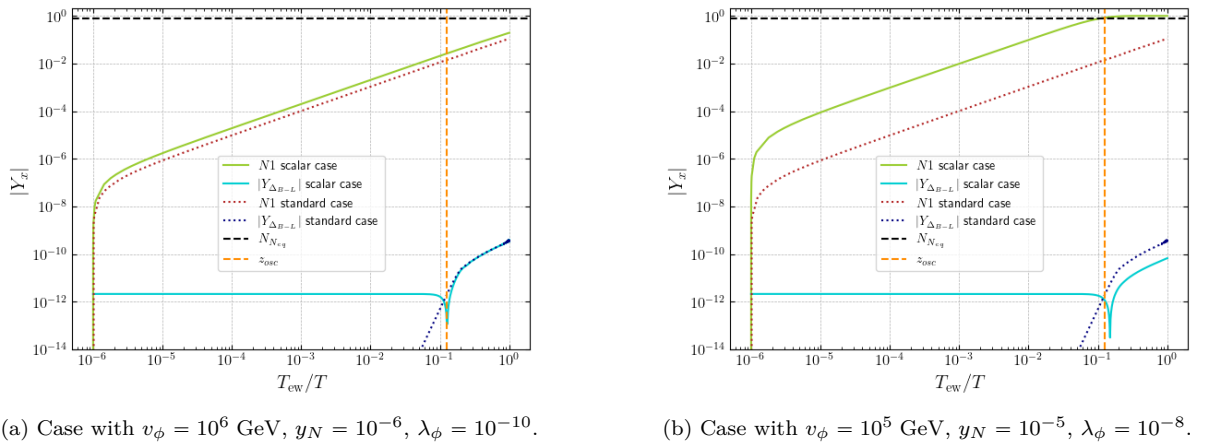 |Y_x|
10^0
10^{-2}
10^{-4}
10^{-6}
10^{-8}
10^{-10}
10^{-12}
10^{-14}
N1 scalar case
|Y_{Δ_{B−L}}| scalar case
N1 standard case
|Y_{Δ_{B−L}}| standard case
N_{N_{eq}}
z_{osc}
10^{-6} 10^{-5} 10^{-4} 10^{-3} 10^{-2} 10^{-1} 10^0
T_{ew}/T
(a) Case with v_ϕ = 10^6 GeV, y_N = 10^{-6}, λ_ϕ = 10^{-10}.
|Y_x|
10^0
10^{-2}
10^{-4}
10^{-6}
10^{-8}
10^{-10}
10^{-12}
10^{-14}
N1 scalar case
|Y_{Δ_{B−L}}| scalar case
N1 standard case
|Y_{Δ_{B−L}}| standard case
N_{N_{eq}}
z_{osc}
10^{-6} 10^{-5} 10^{-4} 10^{-3} 10^{-2} 10^{-1} 10^0
T_{ew}/T
(b) Case with v_ϕ = 10^5 GeV, y_N = 10^{-5}, λ_ϕ = 10^{-8}.